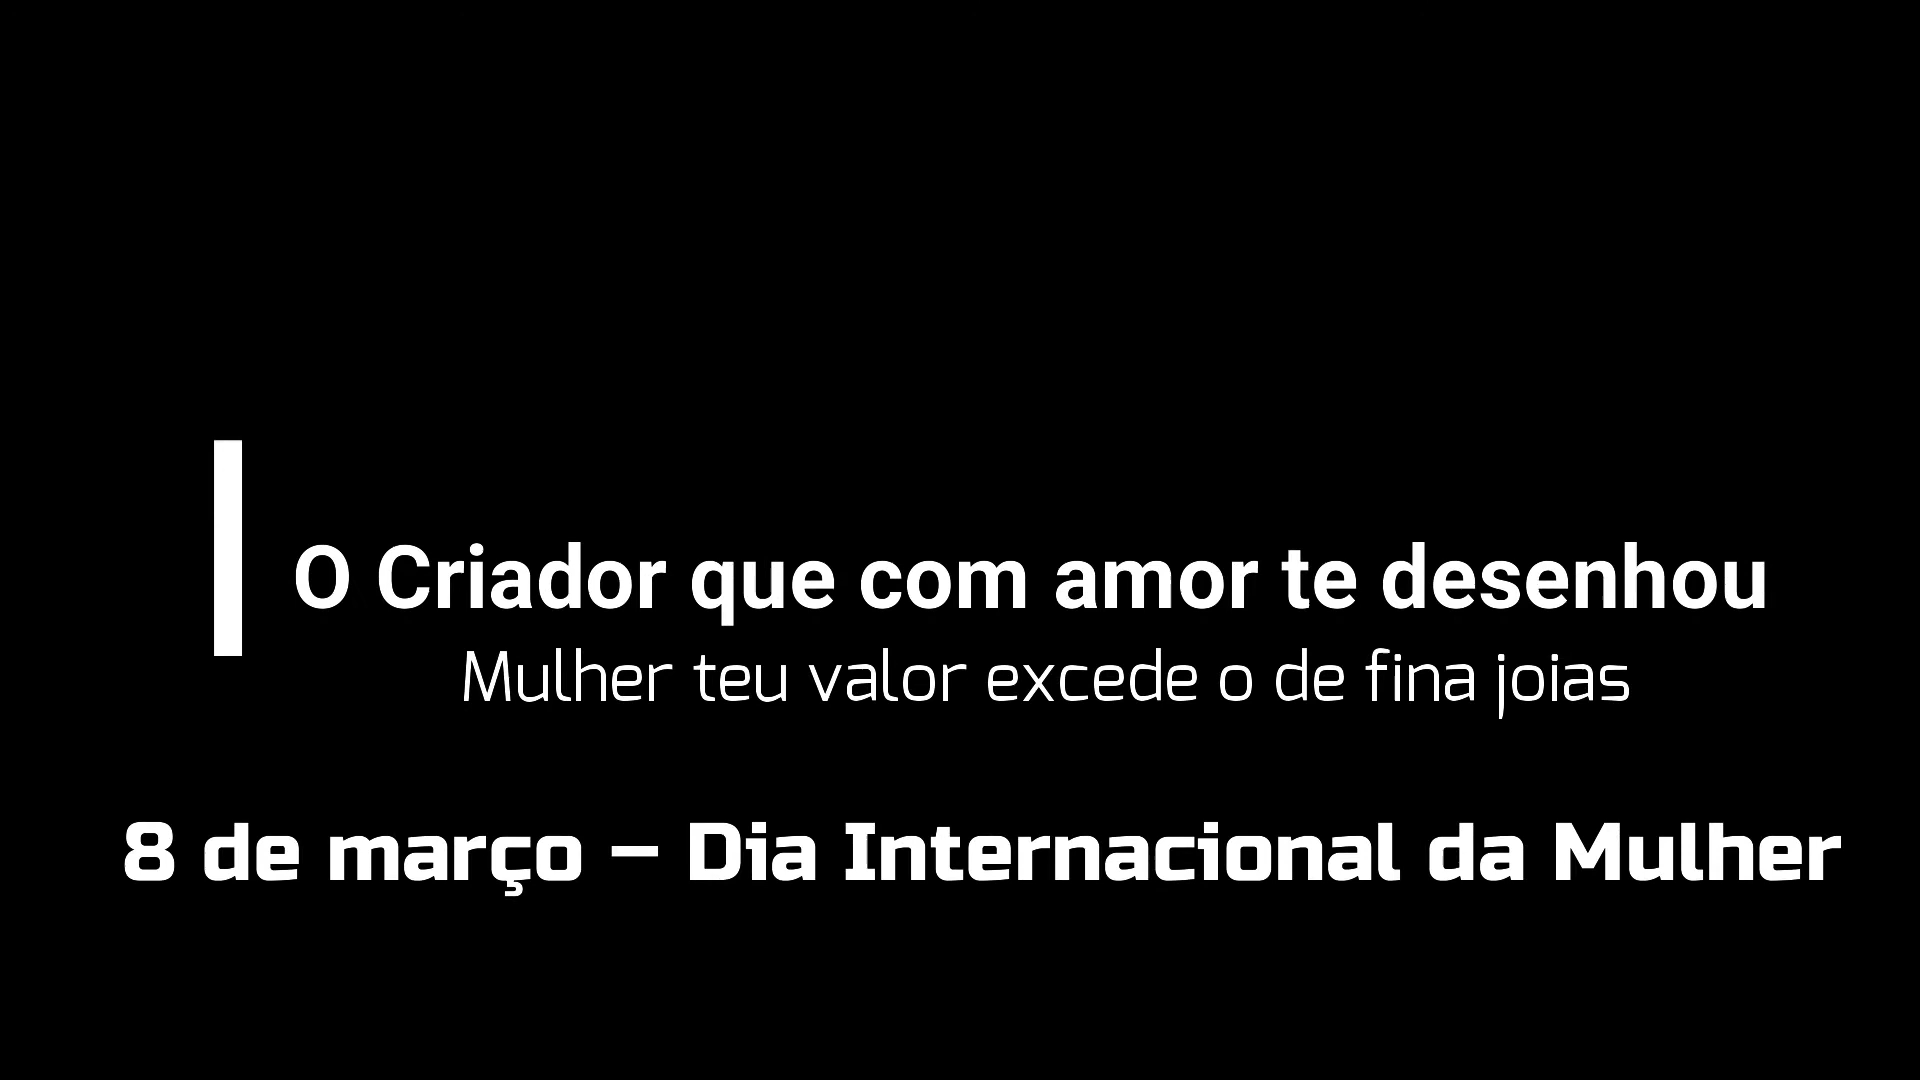 O Criador que com amor te desenhou
Mulher teu valor excede o de fina joias
8 de março – Dia Internacional da Mulher